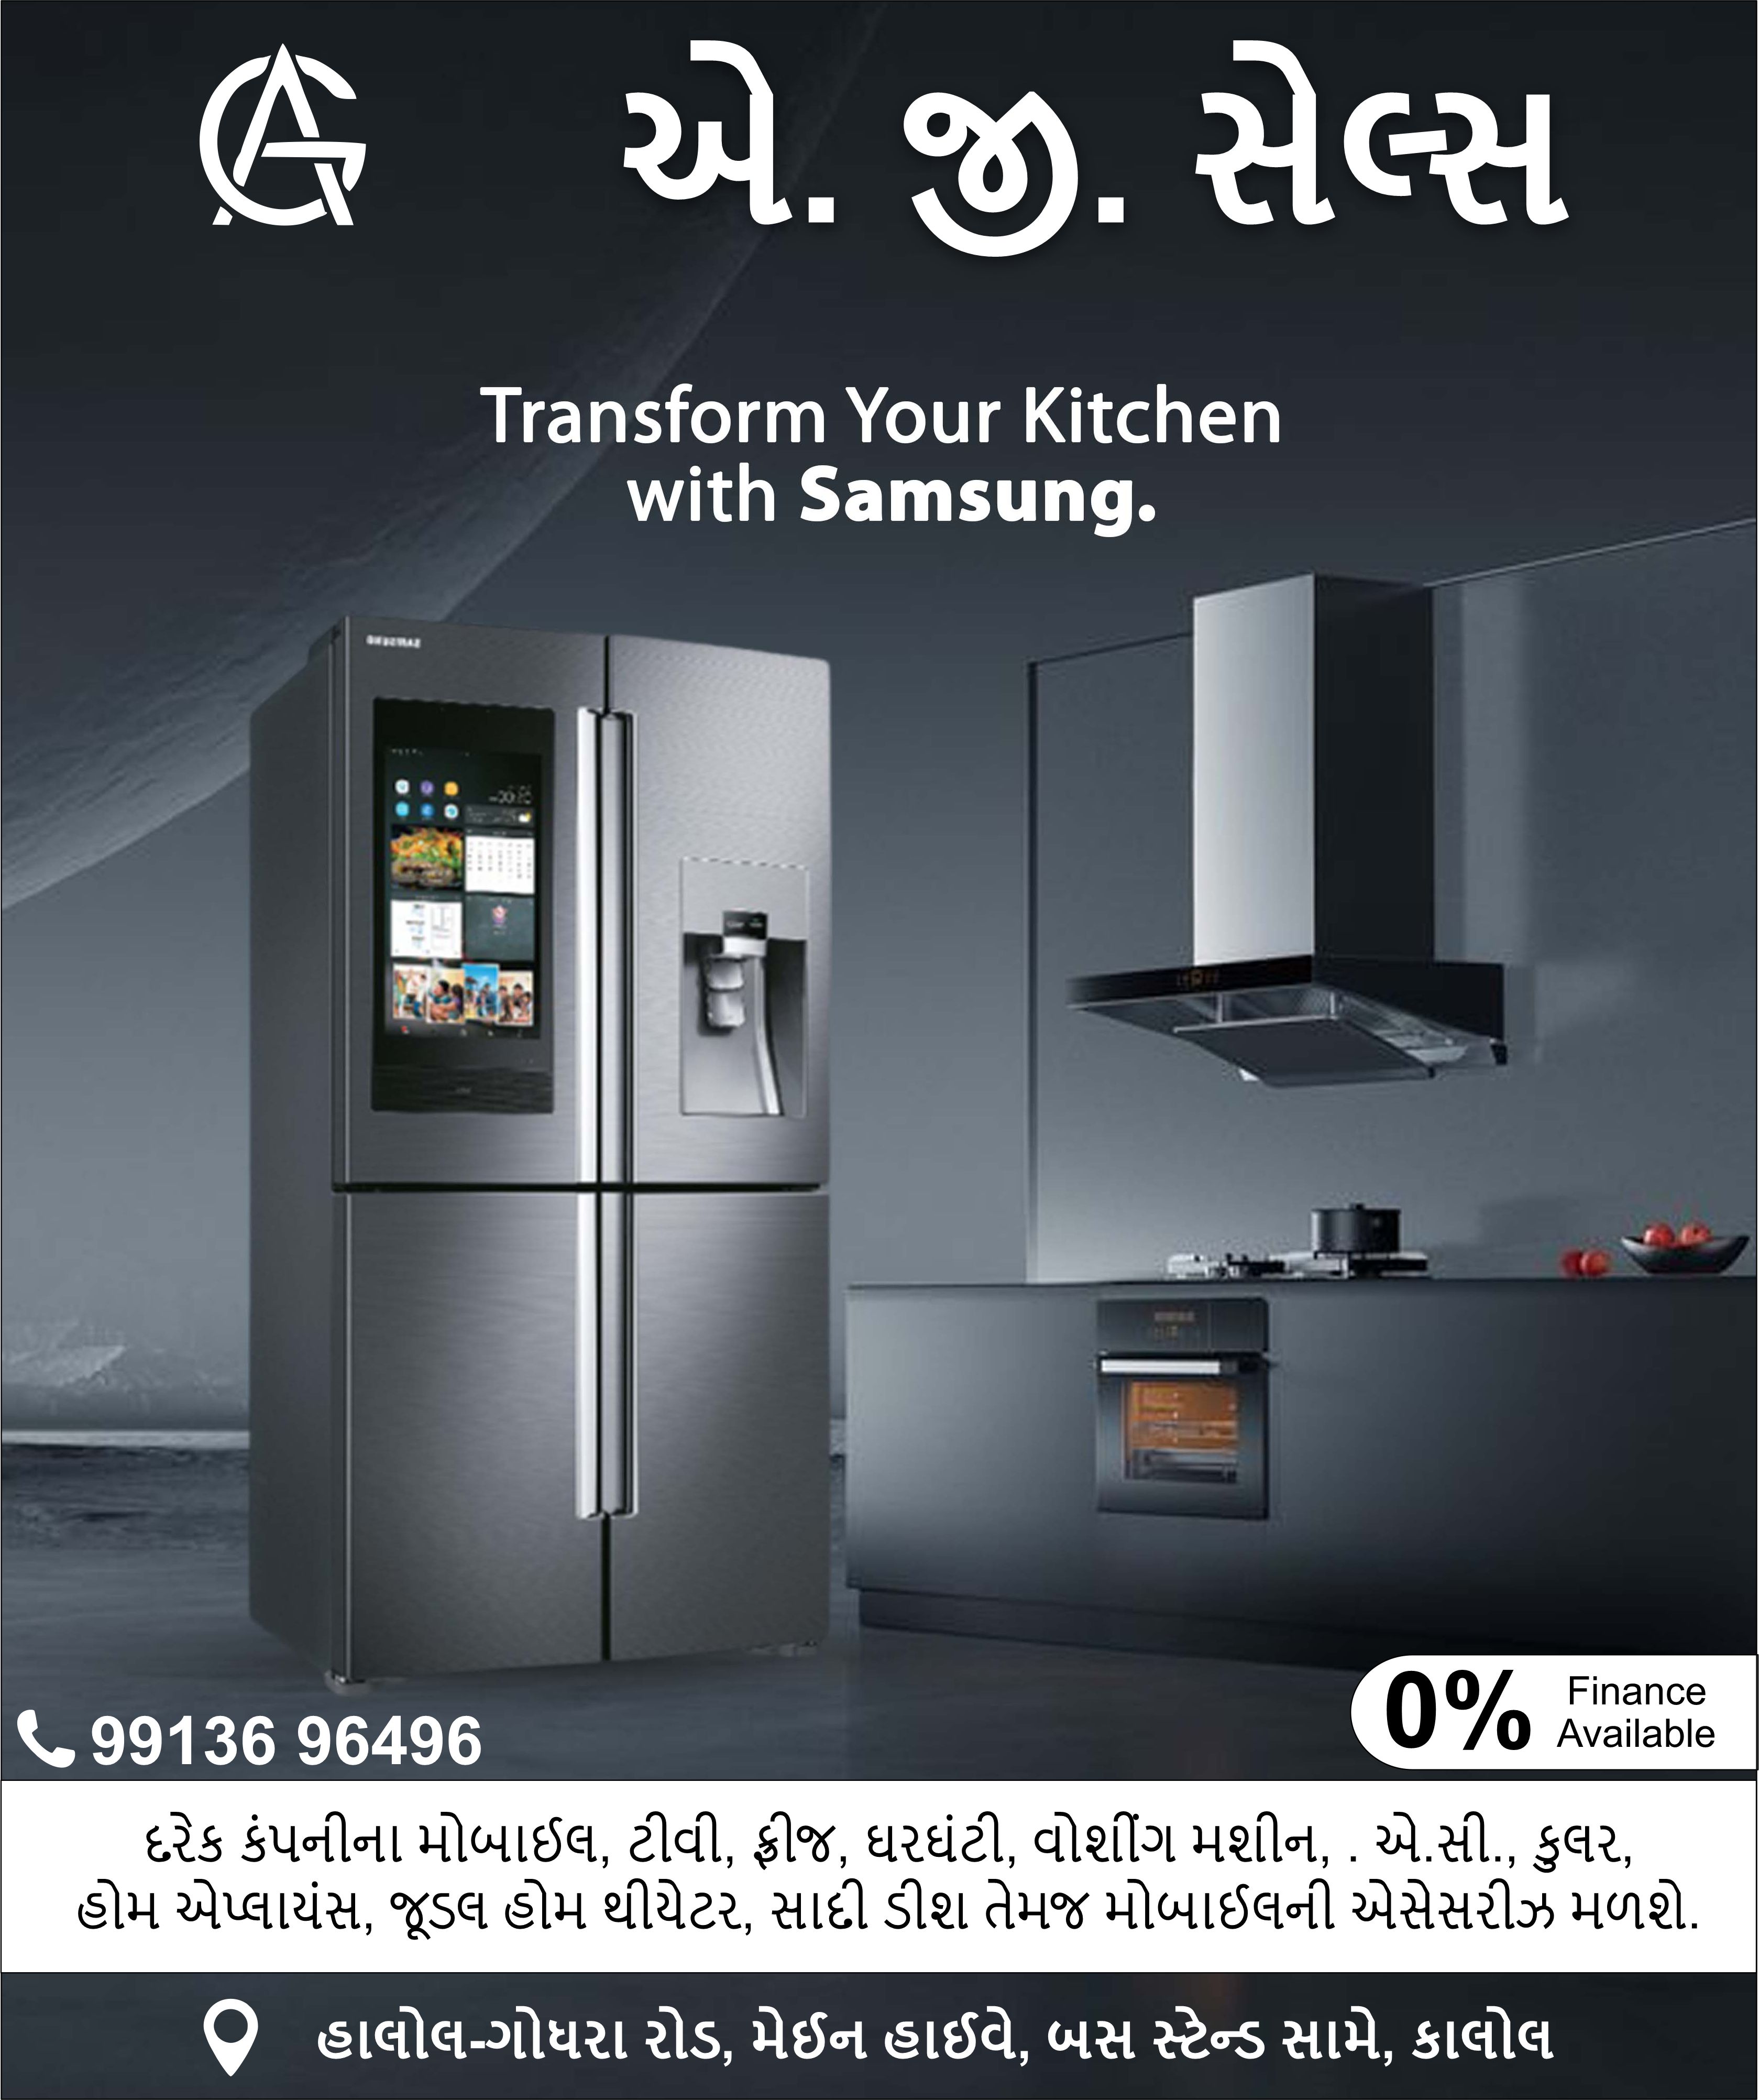 AG
એ. જી. સેલ્સ
Transform Your Kitchen
with Samsung.
99136 96496
0%
Finance
Available
દરેક કંપનીના મોબાઈલ, ટીવી, ફ્રીજ, ઘરઘંટી, વોશીંગ મશીન, . એ.સી., કુલર,
હોમ એપ્લાયંસ, જૂડલ હોમ થીયેટર, સાદી ડીશ તેમજ મોબાઈલની એસેસરીઝ મળશે.
હાલોલ-ગોધરા રોડ, મેઈન હાઈવે, બસ સ્ટેન્ડ સામે, કાલોલ